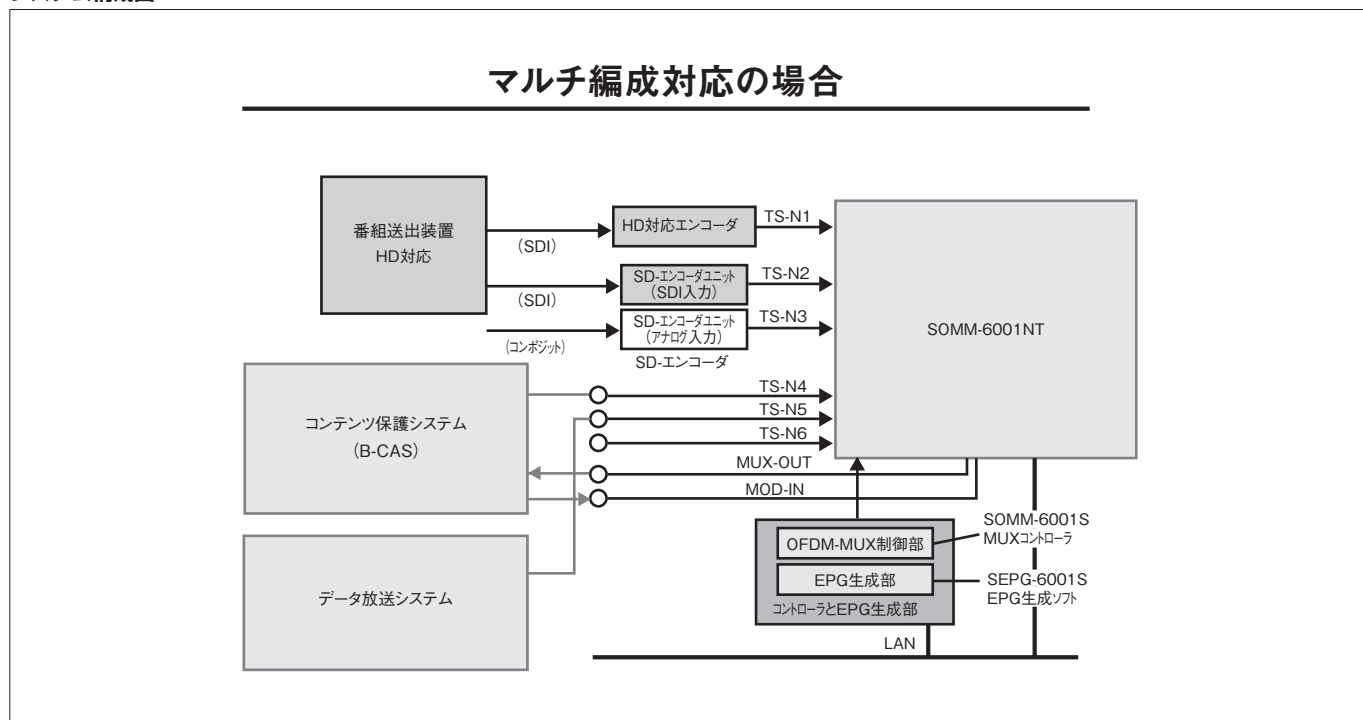 マルチ編成対応の場合
番組送出装置
HD対応
(SDI)
HD対応エンコーダ
TS-N1
(SDI)
SD-エンコーダユニット
(SDI入力)
TS-N2
(コンポジット)
SD-エンコーダユニット
(アナログ入力)
TS-N3
SD-エンコーダ
SOMM-6001NT
コンテンツ保護システム
(B-CAS)
TS-N4
TS-N5
TS-N6
MUX-OUT
MOD-IN
データ放送システム
OFDM-MUX制御部
EPG生成部
コントローラとEPG生成部
SOMM-6001S
MUXコントローラ
SEPG-6001S
EPG生成ソフト
LAN